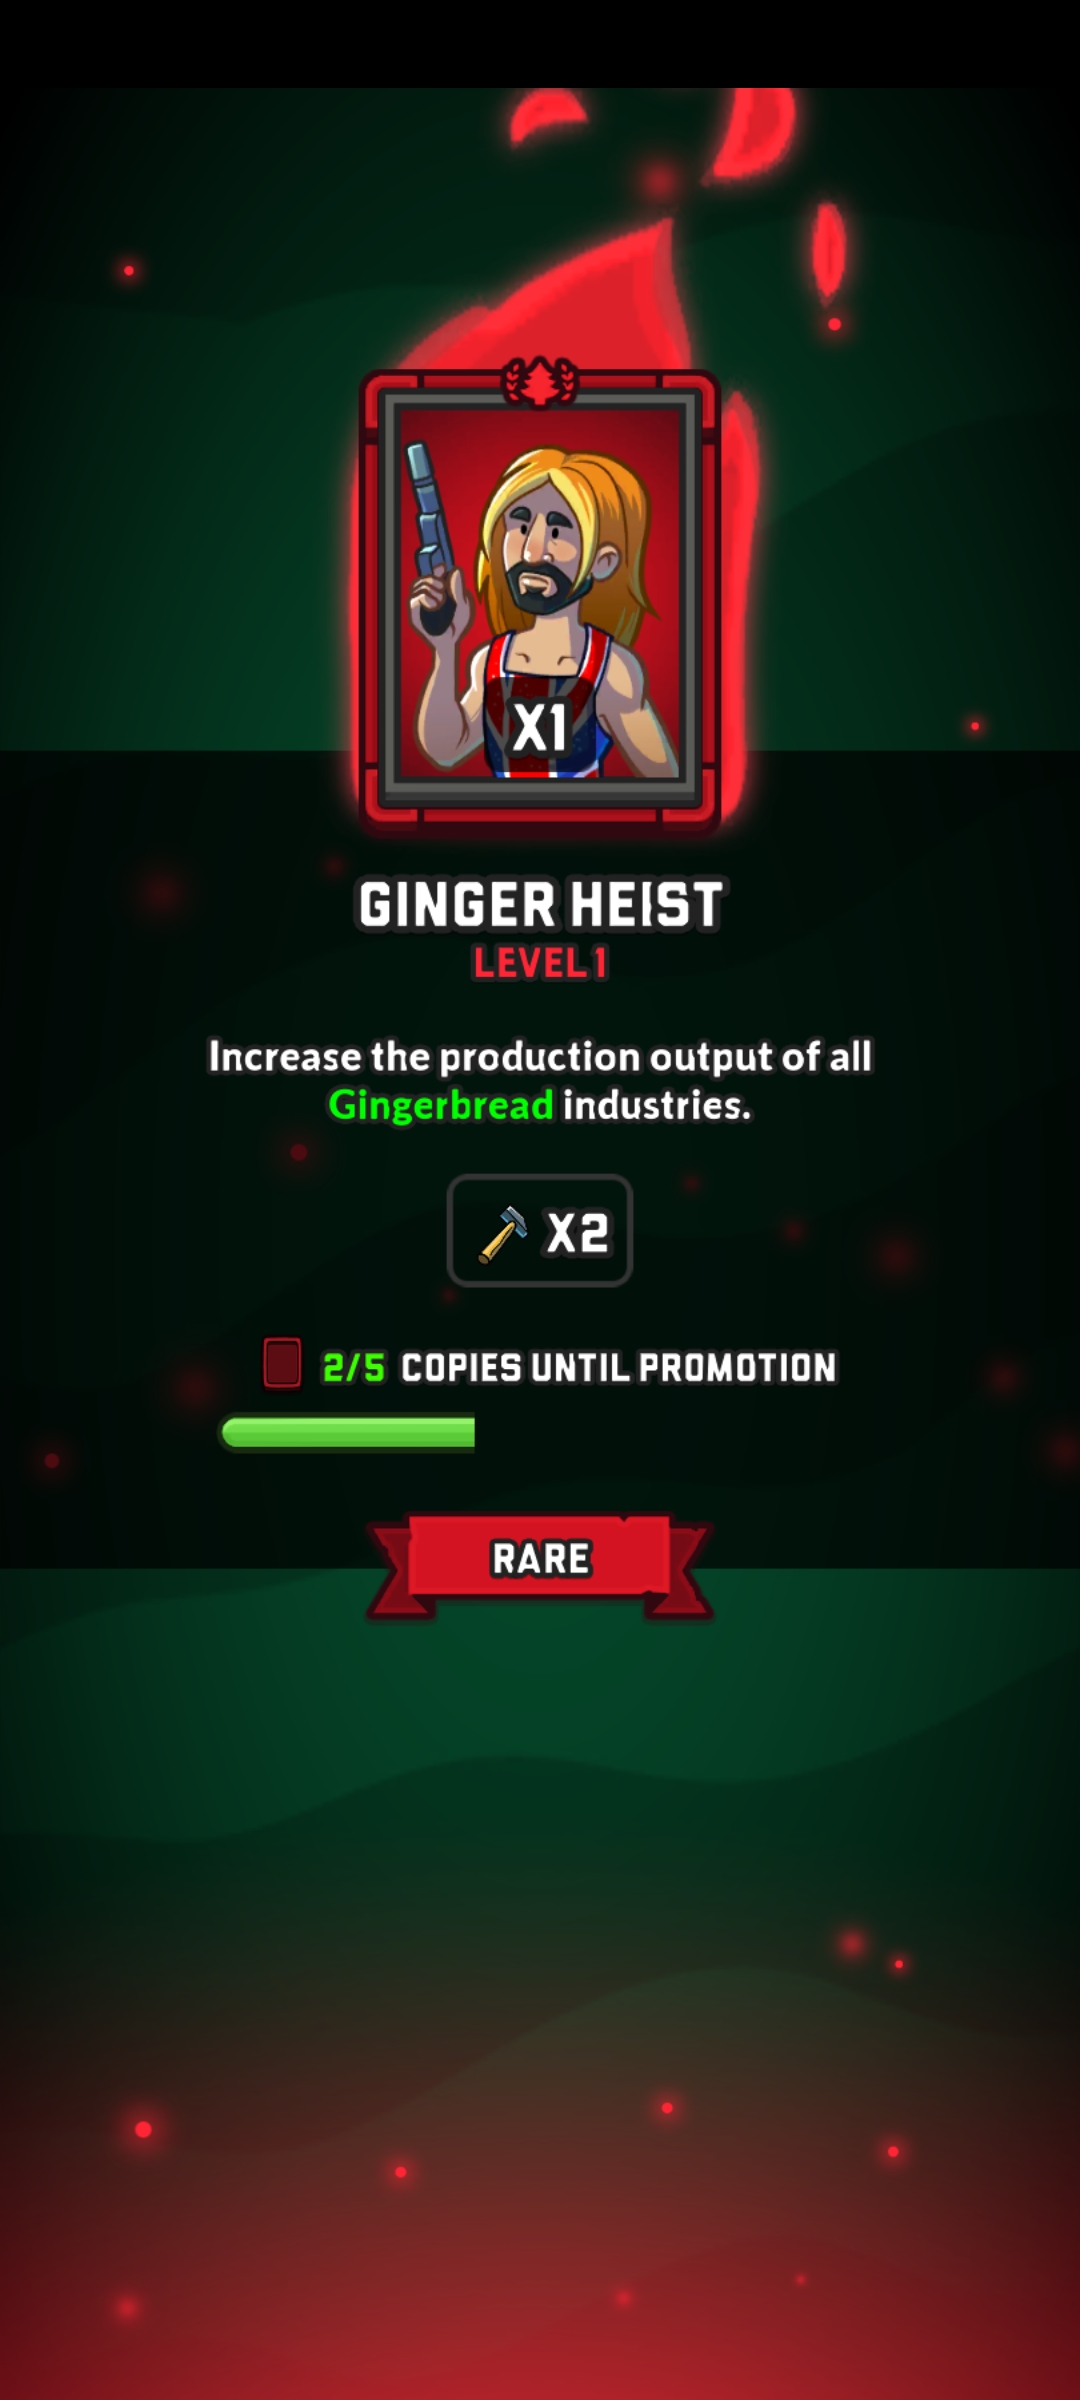 X1
GINGER HEIST
LEVEL 1
Increase the production output of all
Gingerbread industries.
X2
2/5 COPIES UNTIL PROMOTION
RARE